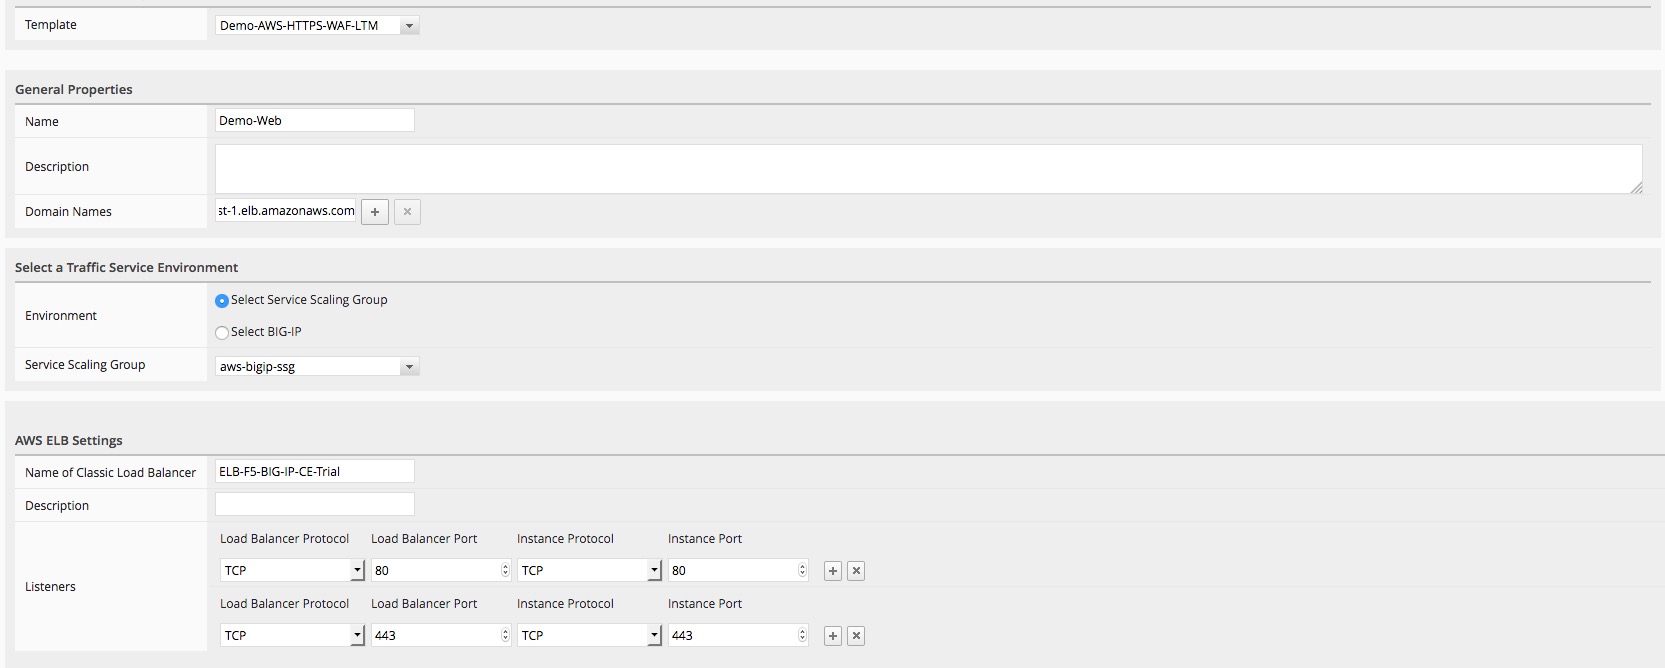 Template Demo-AWS-HTTPS-WAF-LTM
General Properties
Name Demo-Web
Description
Domain Names st-1.elb.amazonaws.com + ×
Select a Traffic Service Environment
Environment
Select Service Scaling Group
Select BIG-IP
Service Scaling Group aws-bigip-ssg
AWS ELB Settings
Name of Classic Load Balancer ELB-F5-BIG-IP-CE-Trial
Description
Listeners
Load Balancer Protocol Load Balancer Port Instance Protocol Instance Port
TCP 80 TCP 80 + ×
Load Balancer Protocol Load Balancer Port Instance Protocol Instance Port
TCP 443 TCP 443 + ×